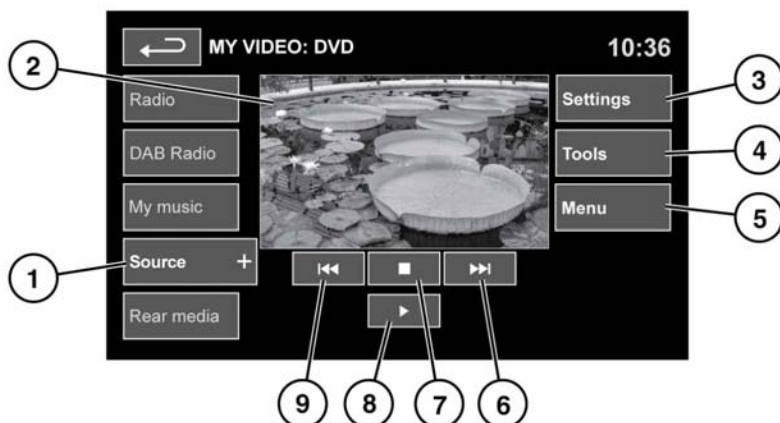 MY VIDEO: DVD
10:36
2
Radio
Settings
3
DAB Radio
Tools
4
My music
Menu
5
1
Source +
Rear media
9
8
7
6